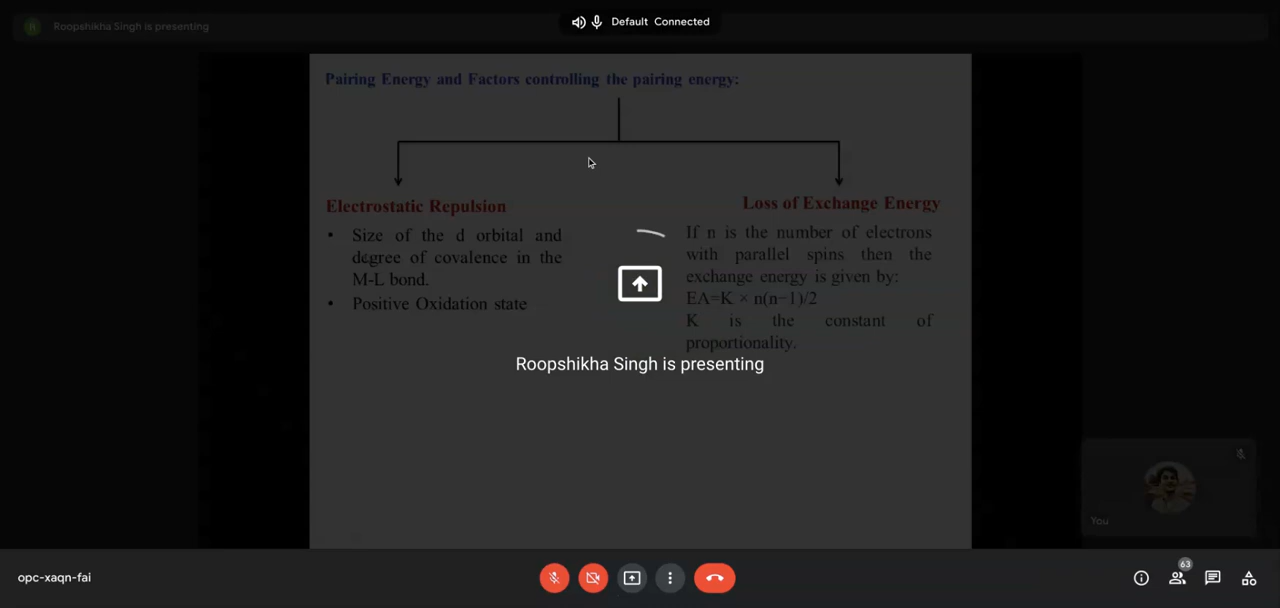 Roopshikha Singh is presenting
Default Connected
R
Pairing Energy and Factors controlling the pairing energy:
Electrostatic Repulsion
• Size of the d orbital and
degree of covalence in the
M-L bond.
• Positive Oxidation state
Loss of Exchange Energy
If n is the number of electrons
with parallel spins then the
exchange energy is given by:
EA=K × n(n−1)/2
K is the constant of
proportionality.
Roopshikha Singh is presenting
You
opc-xaqn-fai
63